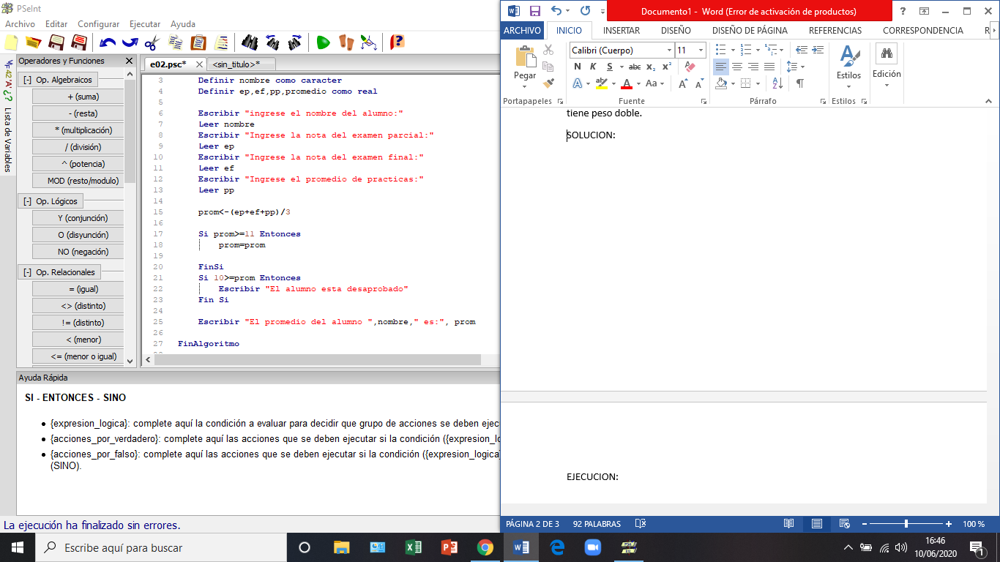 PSeInt
Archivo Editar Configurar Ejecutar Ayuda
Operadores y Funciones
[-] Op. Algebraicos
+ (suma)
- (resta)
* (multiplicación)
/ (división)
^ (potencia)
MOD (resto/modulo)
[-] Op. Lógicos
Y (conjunción)
O (disyunción)
NO (negación)
[-] Op. Relacionales
= (igual)
<> (distinto)
!= (distinto)
< (menor)
<= (menor o igual)
Lista de Variables
e02.psc*
<sin_titulo>*
3 Definir nombre como caracter
4 Definir ep,ef,pp,promedio como real
5
6 Escribir "ingrese el nombre del alumno:"
7 Leer nombre
8 Escribir "Ingrese la nota del examen parcial:"
9 Leer ep
10 Escribir "Ingrese la nota del examen final:"
11 Leer ef
12 Escribir "Ingrese el promedio de practicas:"
13 Leer pp
14
15 prom<-(ep+ef+pp)/3
16
17 Si prom>=11 Entonces
18 prom=prom
19
20 FinSi
21 Si 10>=prom Entonces
22 Escribir "El alumno esta desaprobado"
23 Fin Si
24
25 Escribir "El promedio del alumno ",nombre," es:", prom
26
27 FinAlgoritmo
Ayuda Rápida
SI - ENTONCES - SINO
{expresion_logica}: complete aquí la condición a evaluar para decidir que grupo de acciones se deben ejec
{acciones_por_verdadero}: complete aquí las acciones que se deben ejecutar si la condición ({expresion_lo
{acciones_por_falso}: complete aquí las acciones que se deben ejecutar si la condición ({expresion_logica}
(SINO).
La ejecución ha finalizado sin errores.
Documento1 - Word (Error de activación de productos)
ARCHIVO INICIO INSERTAR DISEÑO DISEÑO DE PÁGINA REFERENCIAS CORRESPONDENCIA R
Pegar
Calibri (Cuerpo) 11
N K S abc x₂ x²
Estilos
Edición
Portapapeles Fuente Párrafo Estilos
tiene peso doble.
SOLUCION:
EJECUCION:
PÁGINA 2 DE 3 92 PALABRAS 100 %
Escribe aquí para buscar
16:46
10/06/2020
1